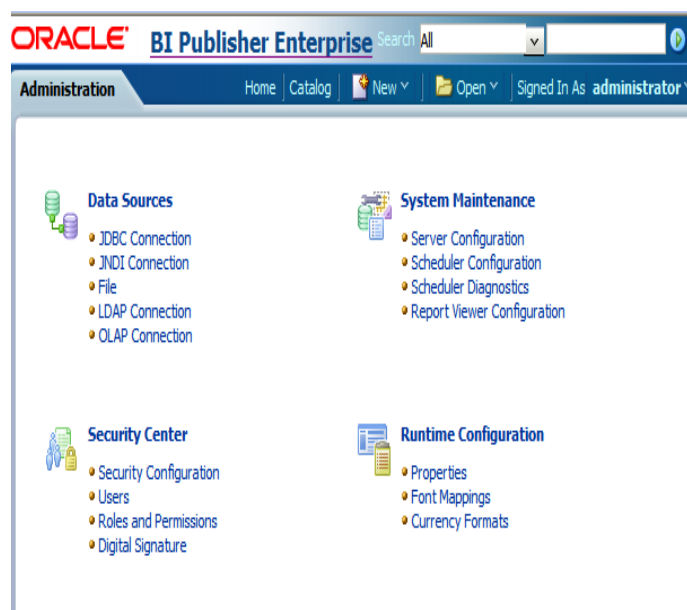 ORACLE BI Publisher Enterprise Search All
Administration Home Catalog New Open Signed In As administrator
Data Sources
JDBC Connection
JNDI Connection
File
LDAP Connection
OLAP Connection
System Maintenance
Server Configuration
Scheduler Configuration
Scheduler Diagnostics
Report Viewer Configuration
Security Center
Security Configuration
Users
Roles and Permissions
Digital Signature
Runtime Configuration
Properties
Font Mappings
Currency Formats